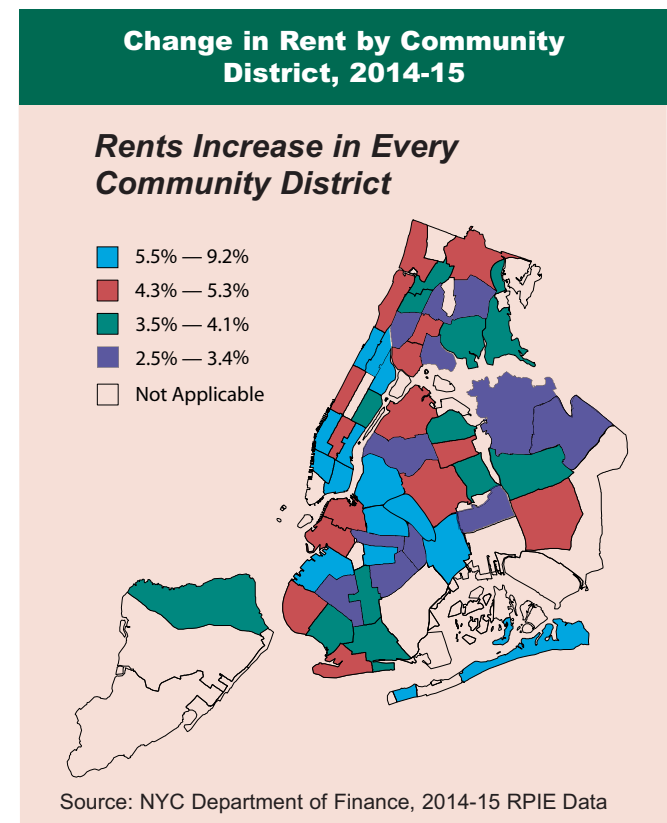 Change in Rent by Community
District, 2014-15
Rents Increase in Every
Community District
5.5% — 9.2%
4.3% — 5.3%
3.5% — 4.1%
2.5% — 3.4%
Not Applicable
Source: NYC Department of Finance, 2014-15 RPIE Data